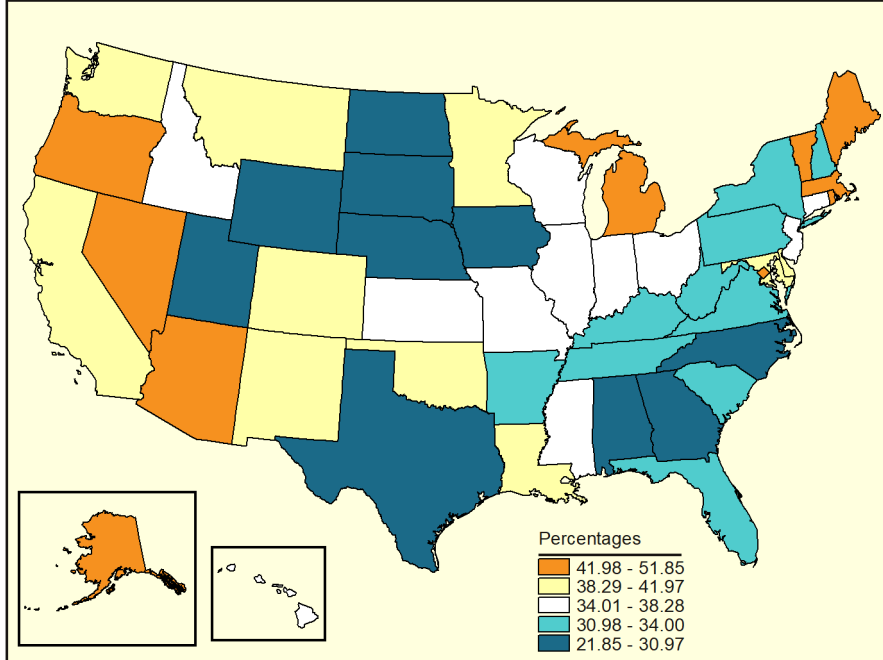 Percentages
41.98 - 51.85
38.29 - 41.97
34.01 - 38.28
30.98 - 34.00
21.85 - 30.97